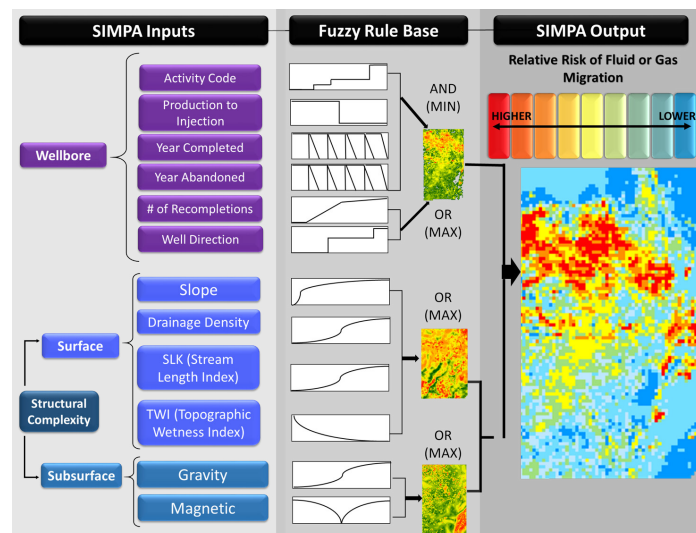 SIMPA Inputs
Fuzzy Rule Base
SIMPA Output
Wellbore
Activity Code
Production to
Injection
Year Completed
Year Abandoned
# of Recompletions
Well Direction
AND
(MIN)
OR
(MAX)
Relative Risk of Fluid or Gas
Migration
HIGHER
LOWER
Structural
Complexity
Surface
Slope
Drainage Density
SLK (Stream
Length Index)
TWI (Topographic
Wetness Index)
OR
(MAX)
Subsurface
Gravity
Magnetic
OR
(MAX)